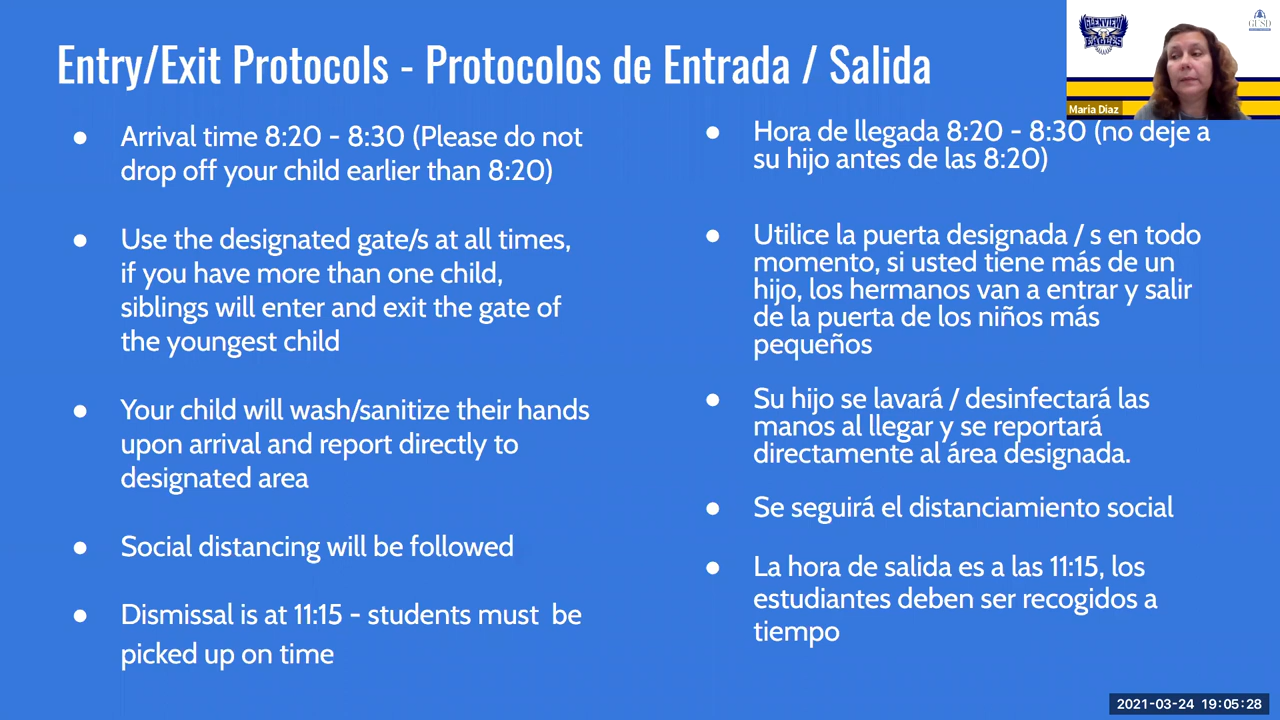 Entry/Exit Protocols - Protocolos de Entrada / Salida
● Arrival time 8:20 - 8:30 (Please do not
drop off your child earlier than 8:20)
● Use the designated gate/s at all times,
if you have more than one child,
siblings will enter and exit the gate of
the youngest child
● Your child will wash/sanitize their hands
upon arrival and report directly to
designated area
● Social distancing will be followed
● Dismissal is at 11:15 - students must be
picked up on time
● Hora de llegada 8:20 - 8:30 (no deje a
su hijo antes de las 8:20)
● Utilice la puerta designada / s en todo
momento, si usted tiene más de un
hijo, los hermanos van a entrar y salir
de la puerta de los niños más
pequeños
● Su hijo se lavará / desinfectará las
manos al llegar y se reportará
directamente al área designada.
● Se seguirá el distanciamiento social
● La hora de salida es a las 11:15, los
estudiantes deben ser recogidos a
tiempo
GLENVIEW
EAGLES
GUSD
Maria Diaz
2021-03-24 19:05:28